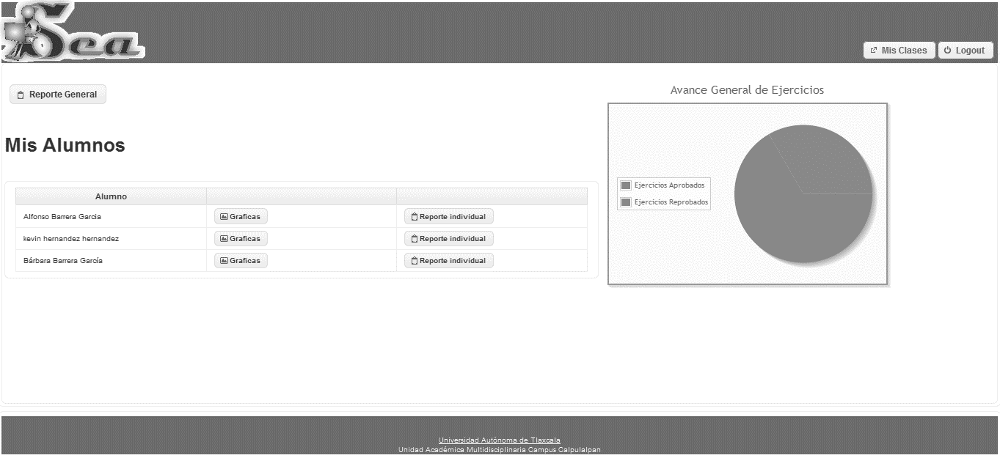 Sea
Mis Clases
Logout
Reporte General
Avance General de Ejercicios
Mis Alumnos
Ejercicios Aprobados
Ejercicios Reprobados
Alumno
Alfonso Barrera Garcia Graficas Reporte individual
kevin hernandez hernandez Graficas Reporte individual
Bárbara Barrera García Graficas Reporte individual
Universidad Autónoma de Tlaxcala
Unidad Académica Multidisciplinaria Campus Calpulalpan